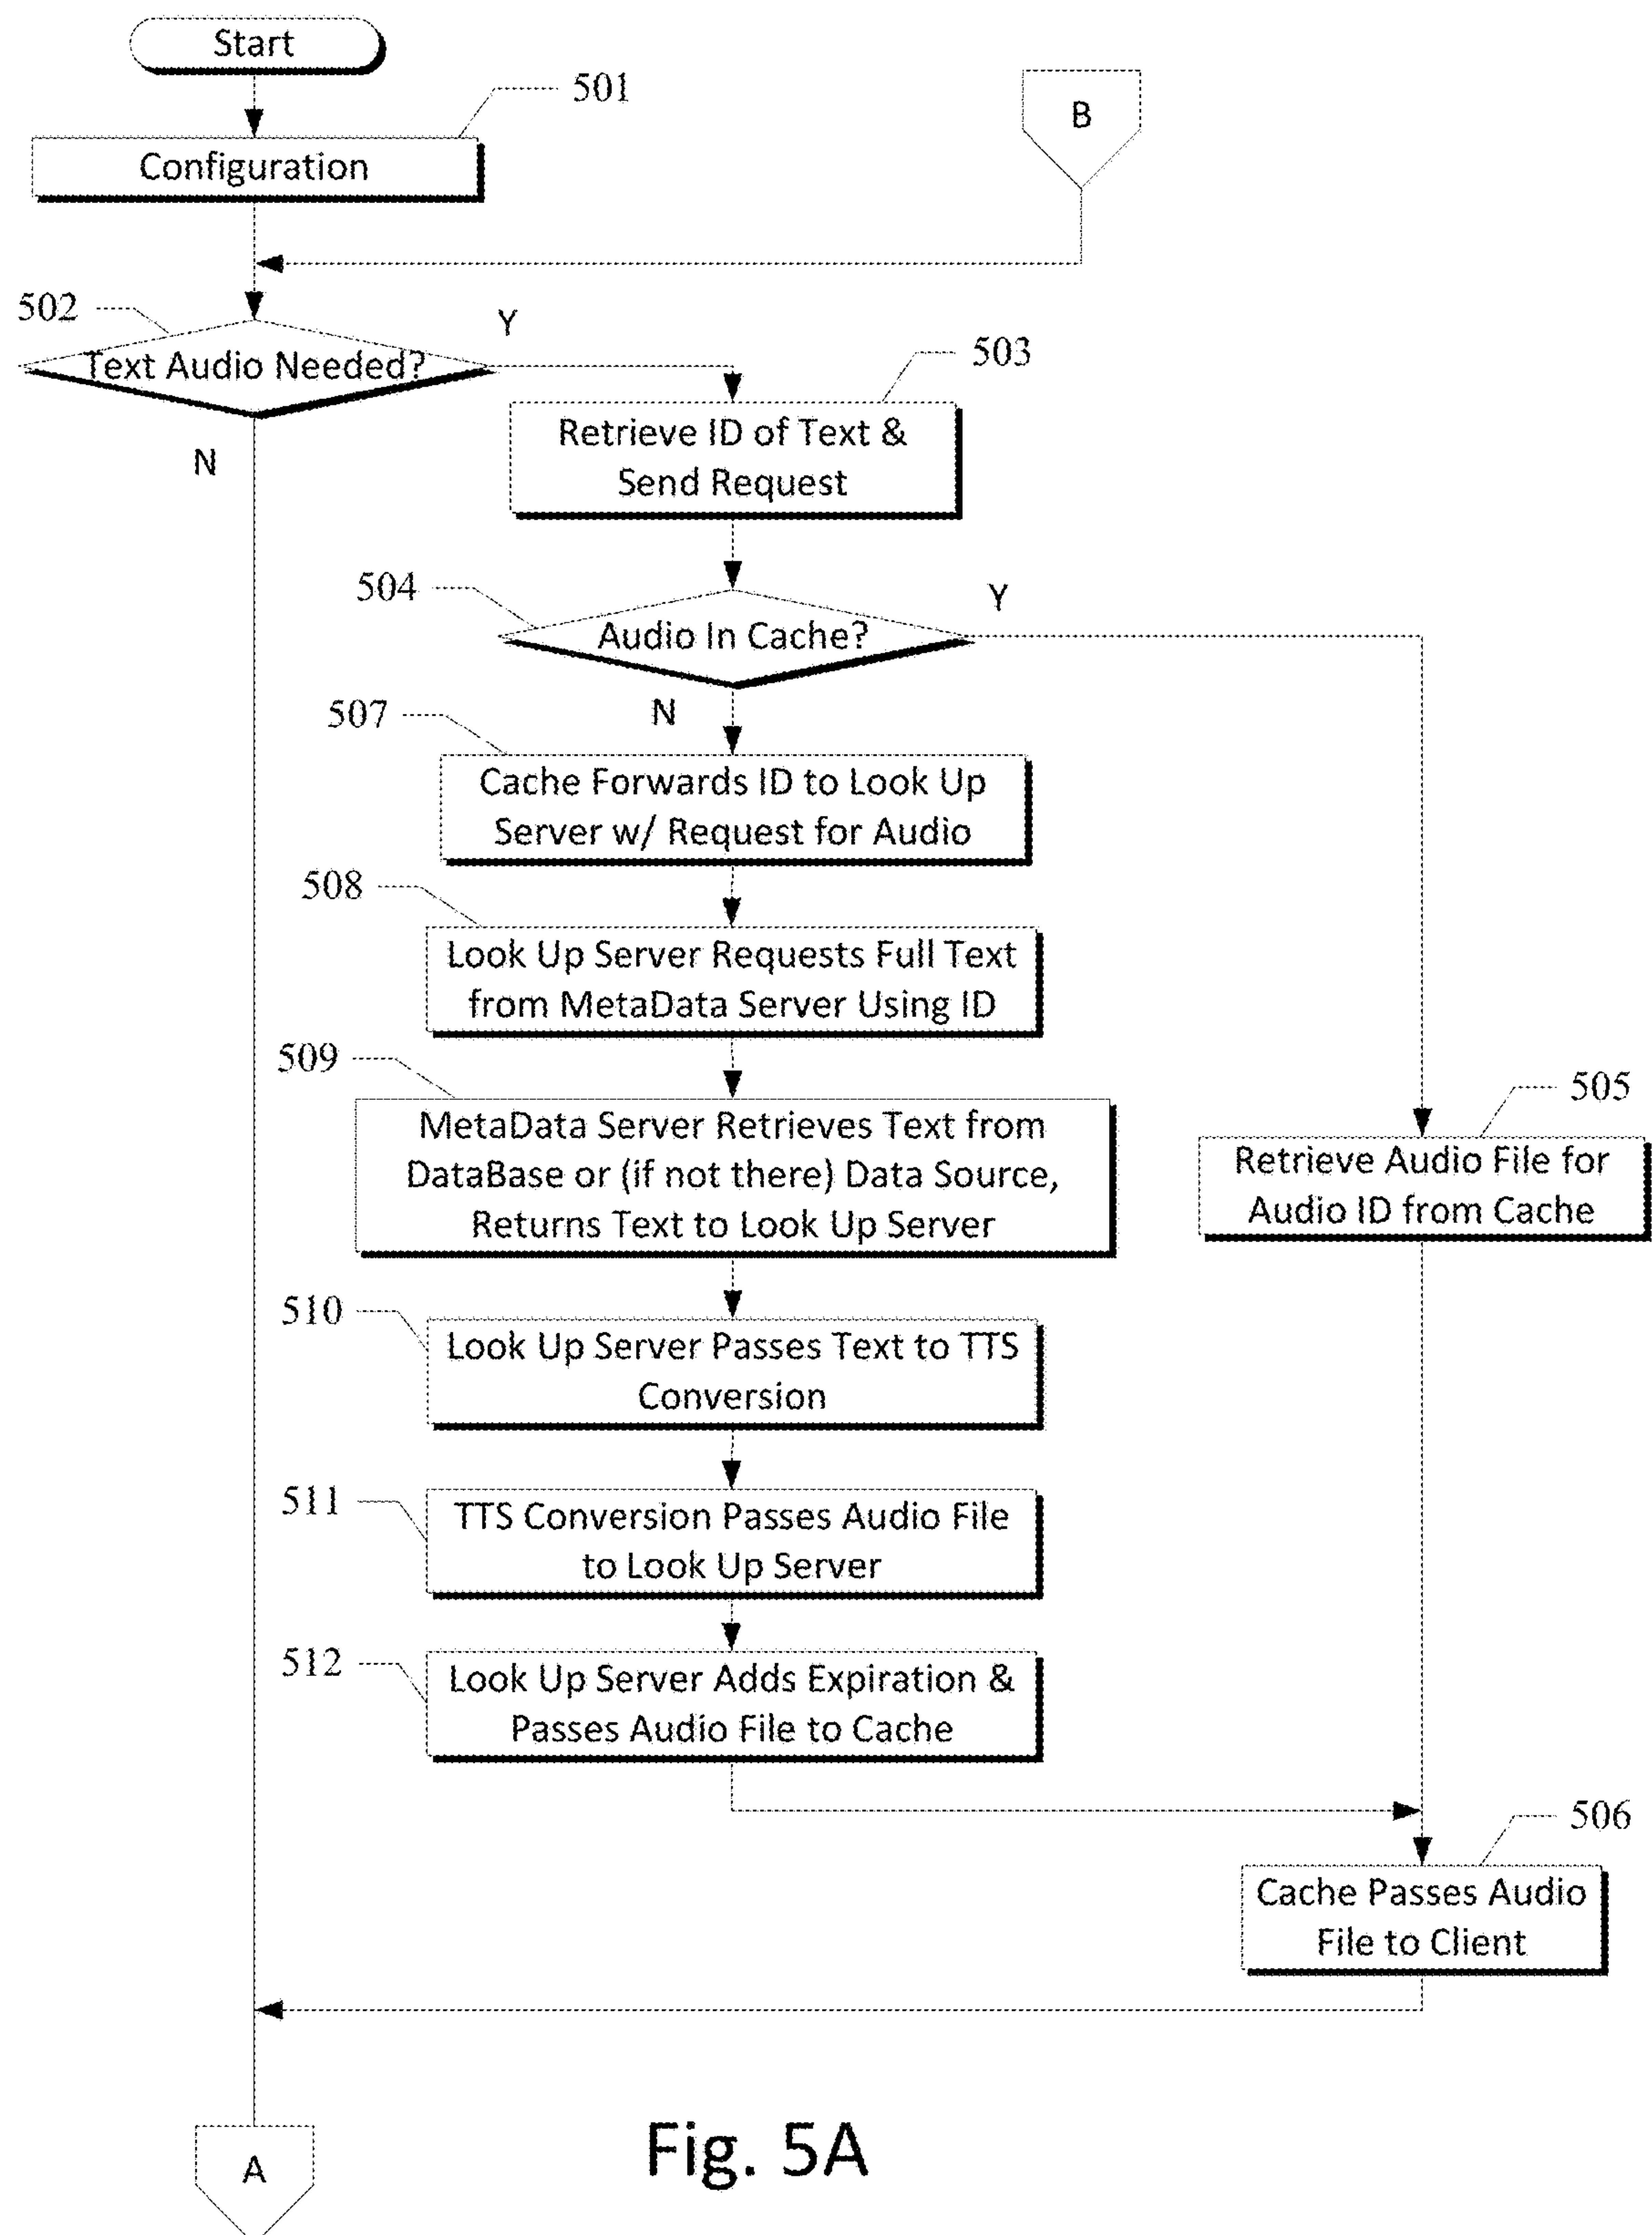 Start
501
Configuration
B
502
Text Audio Needed?
Y
N
503
Retrieve ID of Text &
Send Request
504
Audio In Cache?
Y
N
507
Cache Forwards ID to Look Up
Server w/ Request for Audio
508
Look Up Server Requests Full Text
from MetaData Server Using ID
509
MetaData Server Retrieves Text from
DataBase or (if not there) Data Source,
Returns Text to Look Up Server
505
Retrieve Audio File for
Audio ID from Cache
510
Look Up Server Passes Text to TTS
Conversion
511
TTS Conversion Passes Audio File
to Look Up Server
512
Look Up Server Adds Expiration &
Passes Audio File to Cache
506
Cache Passes Audio
File to Client
A
Fig. 5A